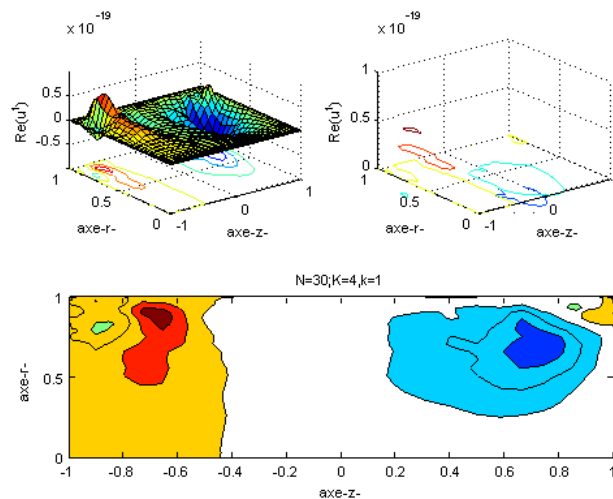 x 10^-19
x 10^-19
Re(u^1)
0.5
0
-0.5
1
0.5
0
-1
0
1
axe-r-
axe-z-
Re(u^1)
1
0.5
0
1
0.5
0
-1
0
1
axe-r-
axe-z-
N=30;K=4,k=1
axe-r-
1
0.5
0
-1
-0.8
-0.6
-0.4
-0.2
0
0.2
0.4
0.6
0.8
1
axe-z-